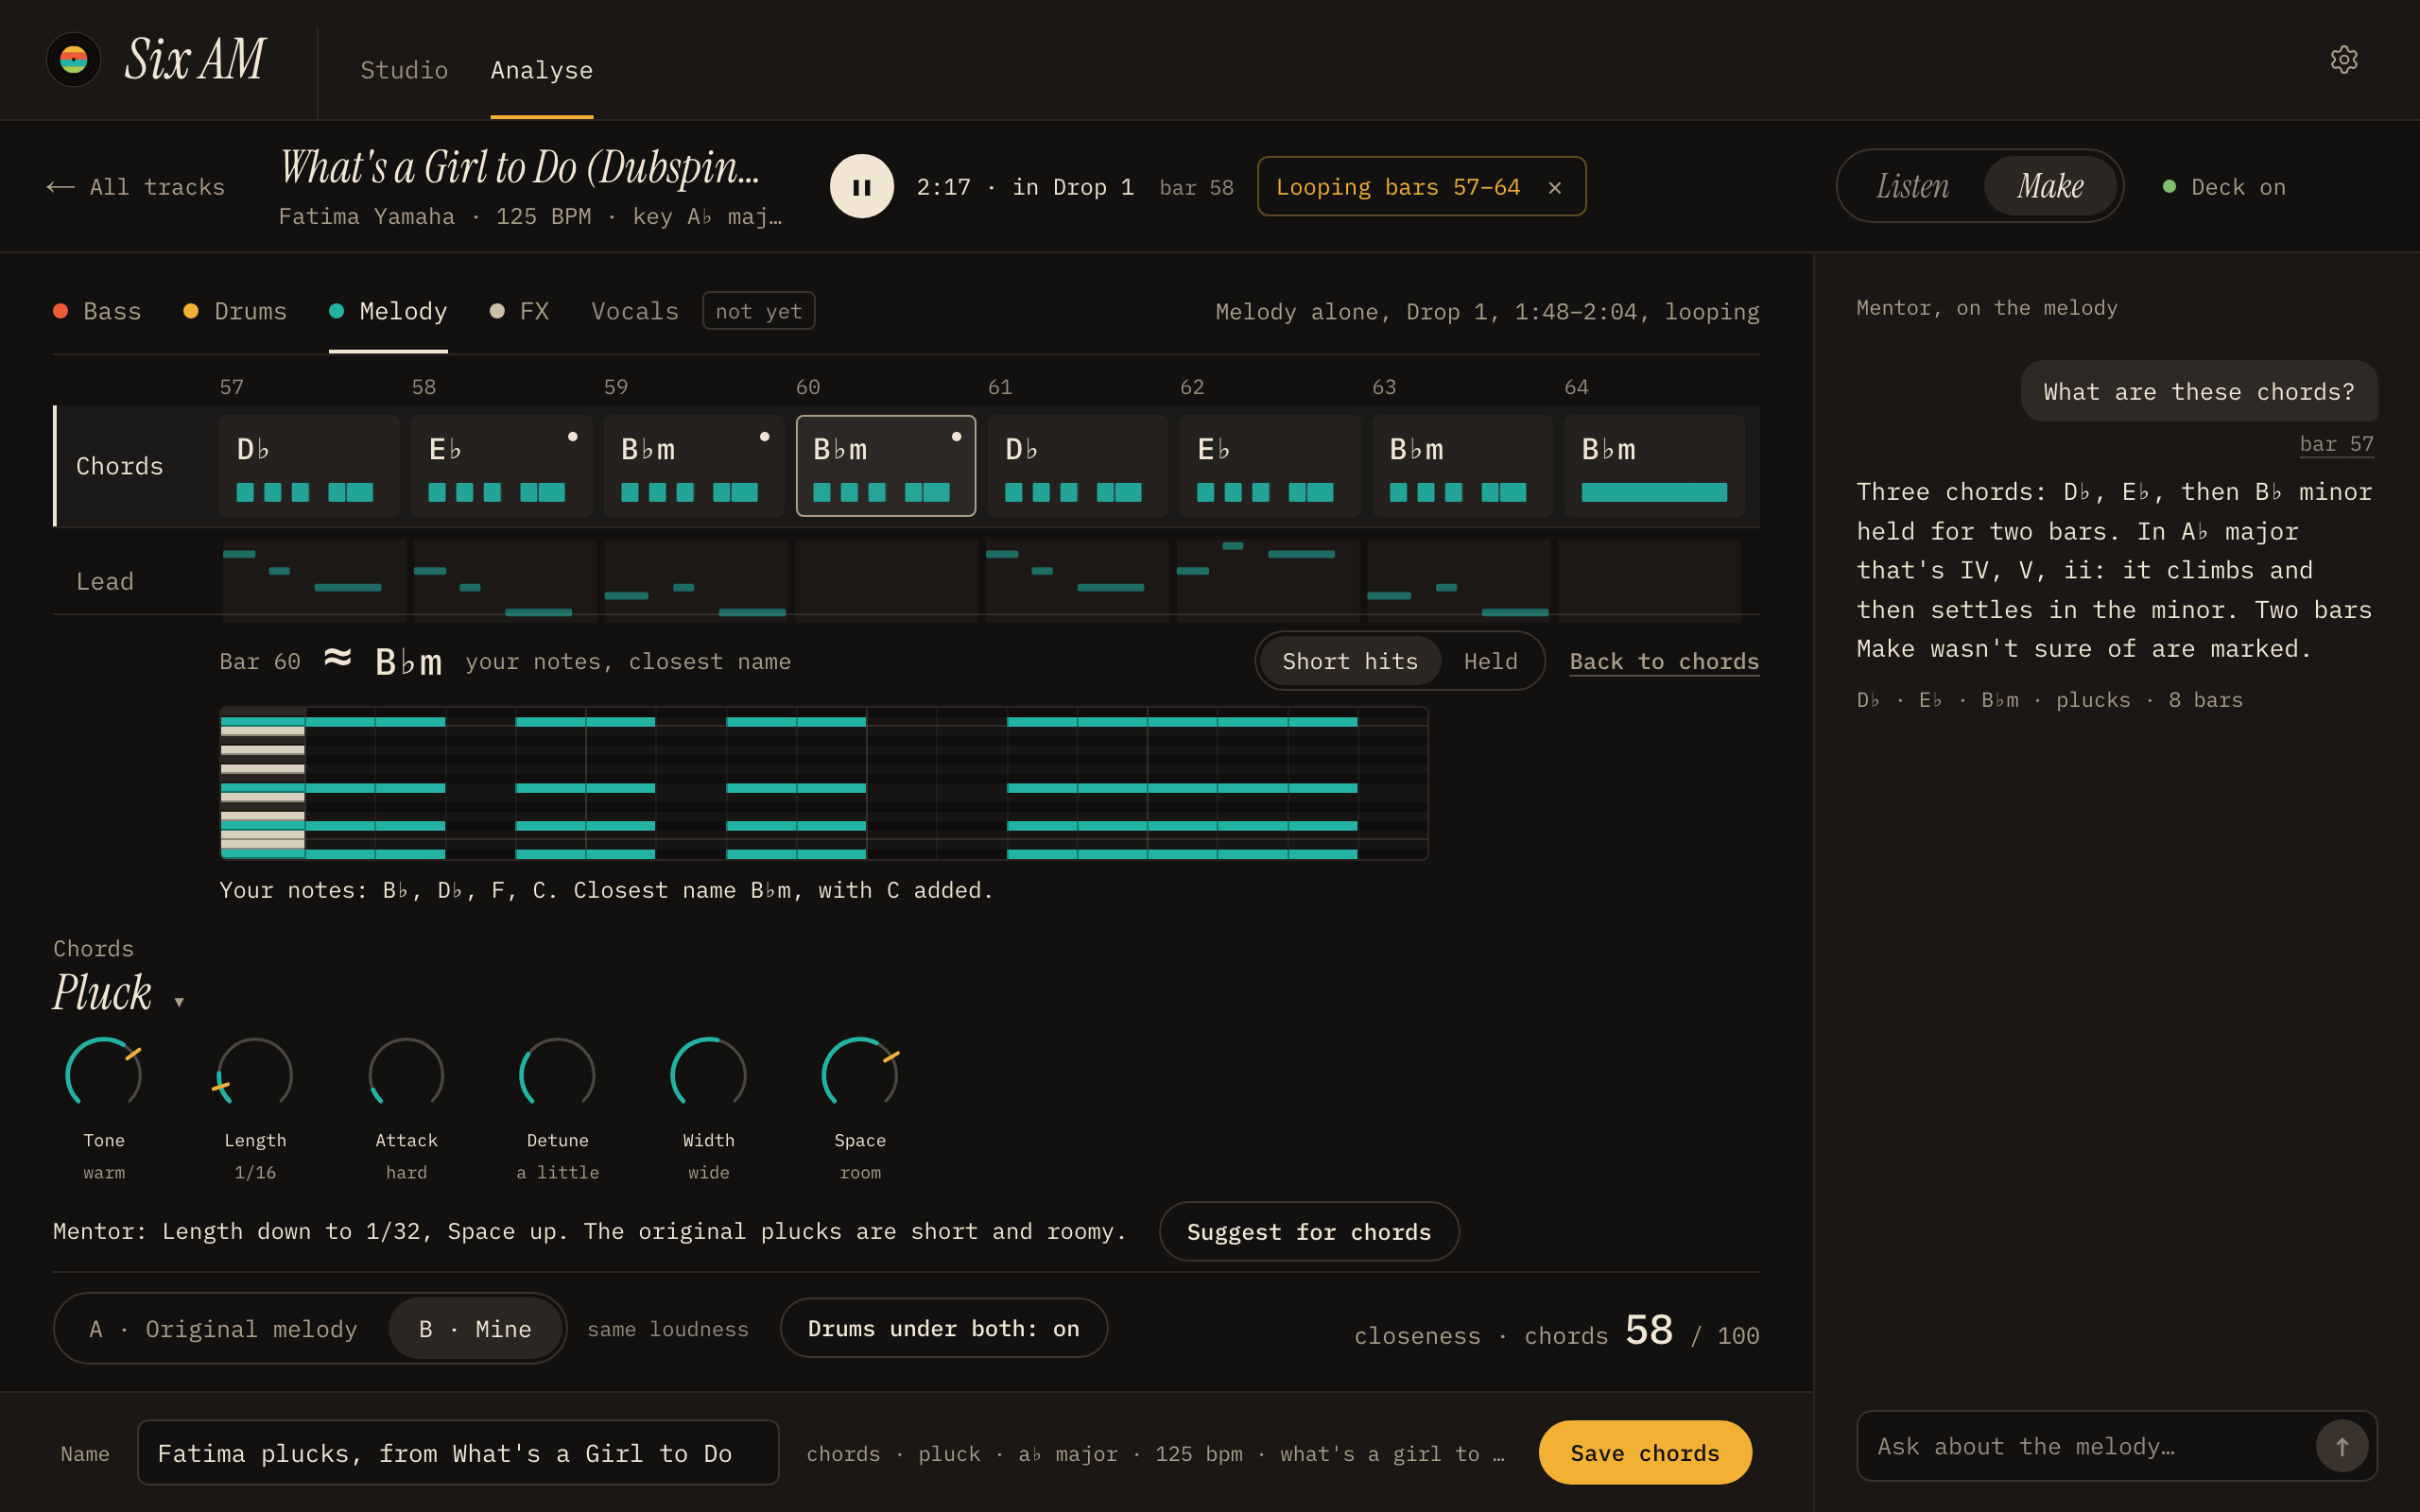 Six AM
Studio
Analyse
← All tracks
What's a Girl to Do (Dubspin…
Fatima Yamaha · 125 BPM · key A♭ maj…
2:17 · in Drop 1
bar 58
Looping bars 57–64 ×
Listen
Make
Deck on
Bass
Drums
Melody
FX
Vocals
not yet
Melody alone, Drop 1, 1:48–2:04, looping
57 58 59 60 61 62 63 64
Chords
D♭ E♭ B♭m B♭m D♭ E♭ B♭m B♭m
Lead
Bar 60 ≈ B♭m your notes, closest name
Short hits
Held
Back to chords
Your notes: B♭, D♭, F, C. Closest name B♭m, with C added.
Chords
Pluck ▾
Tone Length Attack Detune Width Space
warm 1/16 hard a little wide room
Mentor: Length down to 1/32, Space up. The original plucks are short and roomy.
Suggest for chords
A · Original melody
B · Mine
same loudness
Drums under both: on
closeness · chords 58 / 100
Name
Fatima plucks, from What's a Girl to Do
chords · pluck · a♭ major · 125 bpm · what's a girl to …
Save chords
Mentor, on the melody
What are these chords?
bar 57
Three chords: D♭, E♭, then B♭ minor
held for two bars. In A♭ major
that's IV, V, ii: it climbs and
then settles in the minor. Two bars
Make wasn't sure of are marked.
D♭ · E♭ · B♭m · plucks · 8 bars
Ask about the melody…
↑